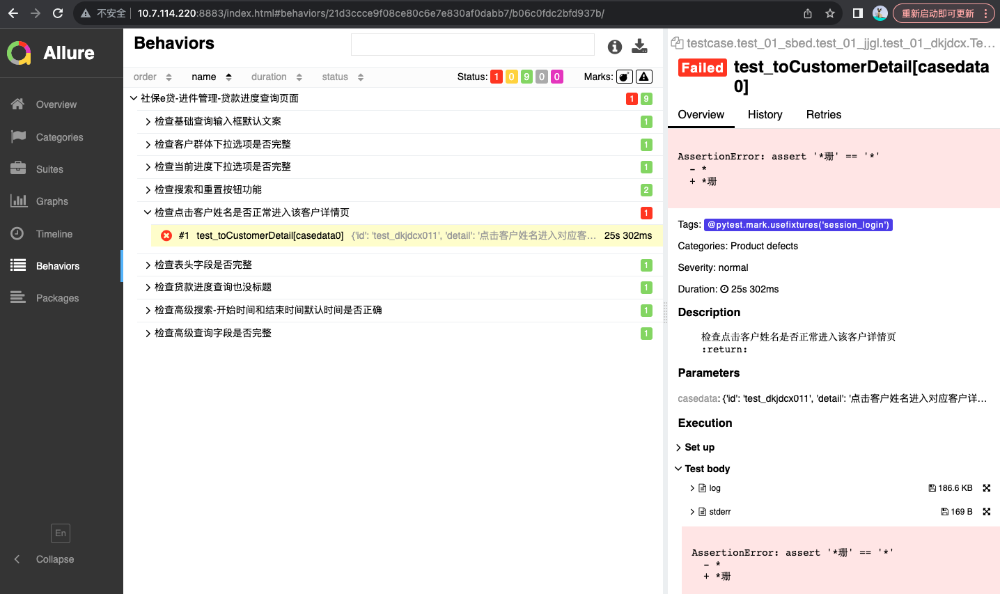 不安全 | 10.7.114.220:8883/index.html#behaviors/21d3ccce9f08ce80c6e7e830af0dabb7/b06c0fdc2bfd937b/
重新启动即可更新
Allure
Overview
Categories
Suites
Graphs
Timeline
Behaviors
Packages
En
Collapse
Behaviors
order name duration status Status: 1 0 9 0 0 Marks:
社保e贷-进件管理-贷款进度查询页面 1 9
检查基础查询输入框默认文案 1
检查客户群体下拉选项是否完整 1
检查当前进度下拉选项是否完整 1
检查搜索和重置按钮功能 2
检查点击客户姓名是否正常进入该客户详情页 1
#1 test_toCustomerDetail[casedata0] {'id': 'test_dkjdcx011', 'detail': '点击客户姓名进入对应客… 25s 302ms
检查表头字段是否完整 1
检查贷款进度查询也没标题 1
检查高级搜索-开始时间和结束时间默认时间是否正确 1
检查高级查询字段是否完整 1
testcase.test_01_sbed.test_01_jjgl.test_01_dkjdcx.Te…
Failed test_toCustomerDetail[casedata
0]
Overview History Retries
AssertionError: assert '*珊' == '*'
- *
+ *珊
Tags: @pytest.mark.usefixtures('session_login')
Categories: Product defects
Severity: normal
Duration: 25s 302ms
Description
检查点击客户姓名是否正常进入该客户详情页
:return:
Parameters
casedata: {'id': 'test_dkjdcx011', 'detail': '点击客户姓名进入对应客户详…
Execution
Set up
Test body
log 186.6 KB
stderr 169 B
AssertionError: assert '*珊' == '*'
- *
+ *珊